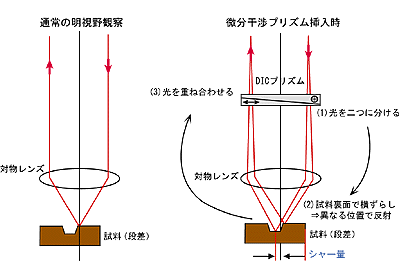 通常の明視野観察
微分干渉プリズム挿入時
DICプリズム
(3)光を重ね合わせる
(1)光を二つに分ける
対物レンズ
対物レンズ
(2)試料裏面で横ずらし
⇒異なる位置で反射
試料(段差)
試料(段差)
シャー量